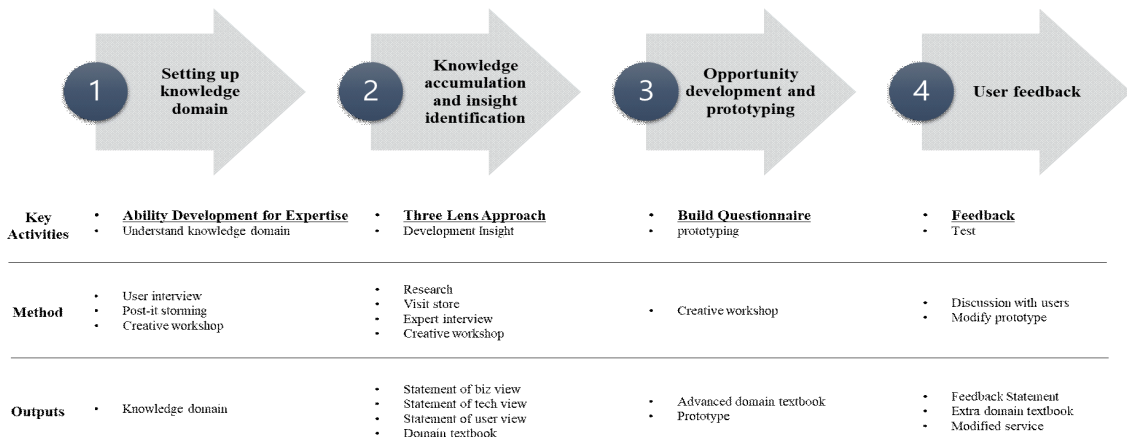 1
Setting up
knowledge
domain
2
Knowledge
accumulation
and insight
identification
3
Opportunity
development and
prototyping
4
User feedback
Key
Activities
• Ability Development for Expertise
• Understand knowledge domain
• Three Lens Approach
• Development Insight
• Build Questionnaire
• prototyping
• Feedback
• Test
Method
• User interview
• Post-it storming
• Creative workshop
• Research
• Visit store
• Expert interview
• Creative workshop
• Creative workshop
• Discussion with users
• Modify prototype
Outputs
• Knowledge domain
• Statement of biz view
• Statement of tech view
• Statement of user view
• Domain textbook
• Advanced domain textbook
• Prototype
• Feedback Statement
• Extra domain textbook
• Modified service